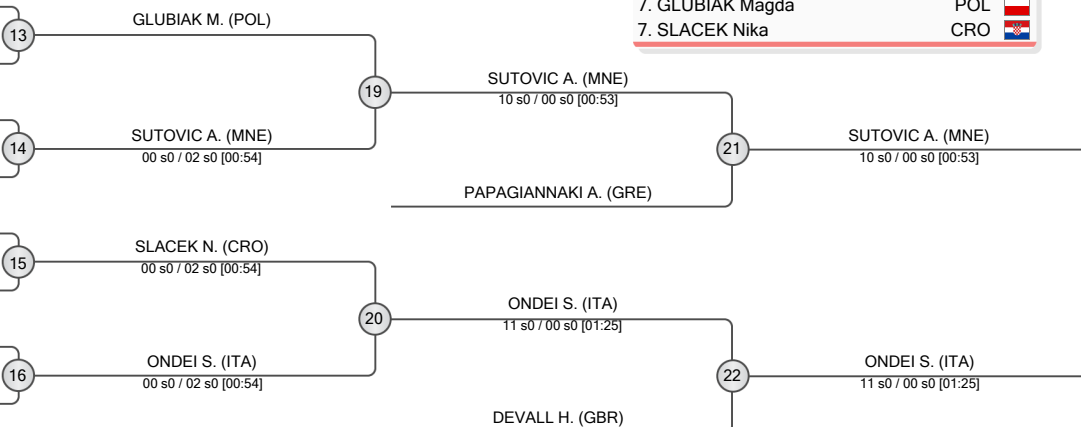 7. GLUBIAK Magda POL
7. SLACEK Nika CRO
13
GLUBIAK M. (POL)
19
SUTOVIC A. (MNE)
10 s0 / 00 s0 [00:53]
14
SUTOVIC A. (MNE)
00 s0 / 02 s0 [00:54]
21
SUTOVIC A. (MNE)
10 s0 / 00 s0 [00:53]
PAPAGIANNAKI A. (GRE)
15
SLACEK N. (CRO)
00 s0 / 02 s0 [00:54]
20
ONDEI S. (ITA)
11 s0 / 00 s0 [01:25]
16
ONDEI S. (ITA)
00 s0 / 02 s0 [00:54]
22
ONDEI S. (ITA)
11 s0 / 00 s0 [01:25]
DEVALL H. (GBR)